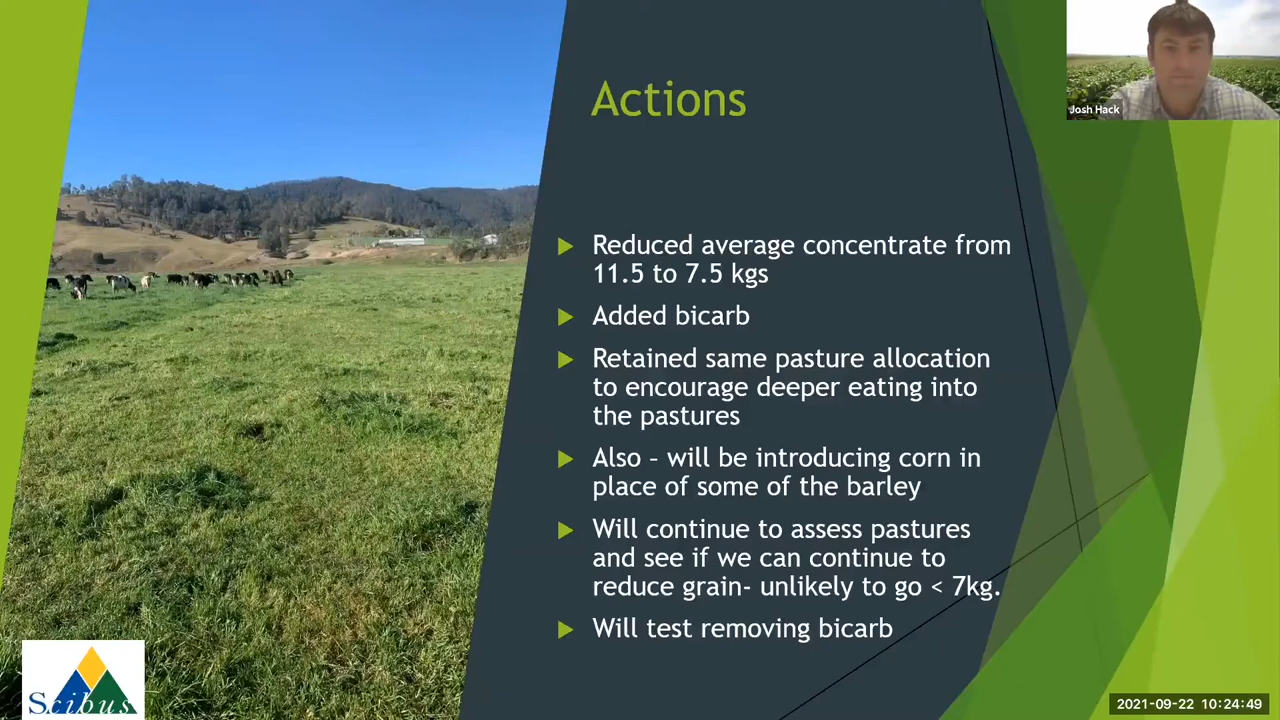 Actions
Josh Hack
Reduced average concentrate from
11.5 to 7.5 kgs
Added bicarb
Retained same pasture allocation
to encourage deeper eating into
the pastures
Also – will be introducing corn in
place of some of the barley
Will continue to assess pastures
and see if we can continue to
reduce grain- unlikely to go < 7kg.
Will test removing bicarb
Scibus
2021-09-22 10:24:49